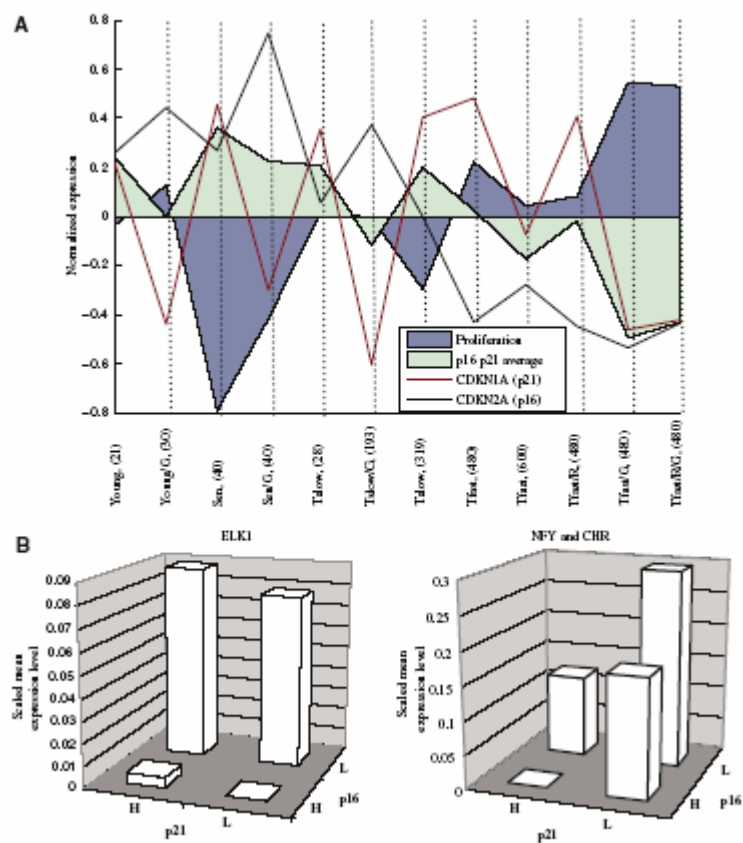 A
0.8
0.6
0.4
0.2
0
−0.2
−0.4
−0.6
−0.8
Normalized expression
Proliferation
p16 p21 average
CDKN1A (p21)
CDKN2A (p16)
Young, (21)
Young/G, (30)
Sen, (40)
Sen/G, (40)
Tslow, (28)
Tslow/G, (193)
Tslow, (319)
Tfast, (480)
Tfast, (600)
Tfast/R, (480)
Tfast/G, (480)
Tfast/R/G, (480)
B
ELK1
0.09
0.08
0.07
0.06
0.05
0.04
0.03
0.02
0.01
0
Scaled mean
expression level
H
L
p21
H
L
p16
NFY and CHR
0.3
0.25
0.2
0.15
0.1
0.05
0
Scaled mean
expression level
H
L
p21
H
L
p16